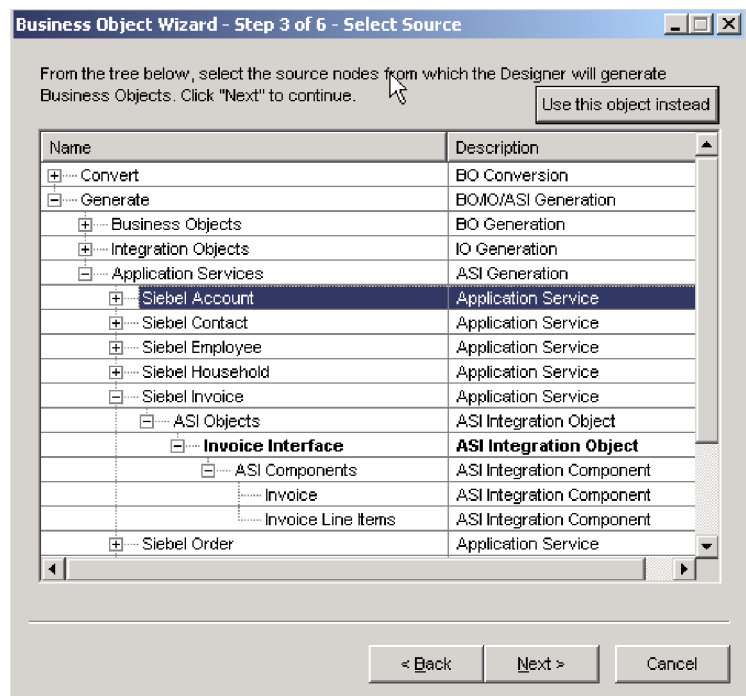 Business Object Wizard - Step 3 of 6 - Select Source
From the tree below, select the source nodes from which the Designer will generate
Business Objects. Click "Next" to continue.
Use this object instead
Name Description
Convert BO Conversion
Generate BO/IO/ASI Generation
Business Objects BO Generation
Integration Objects IO Generation
Application Services ASI Generation
Siebel Account Application Service
Siebel Contact Application Service
Siebel Employee Application Service
Siebel Household Application Service
Siebel Invoice Application Service
ASI Objects ASI Integration Object
Invoice Interface ASI Integration Object
ASI Components ASI Integration Component
Invoice ASI Integration Component
Invoice Line Items ASI Integration Component
Siebel Order Application Service
< Back Next > Cancel